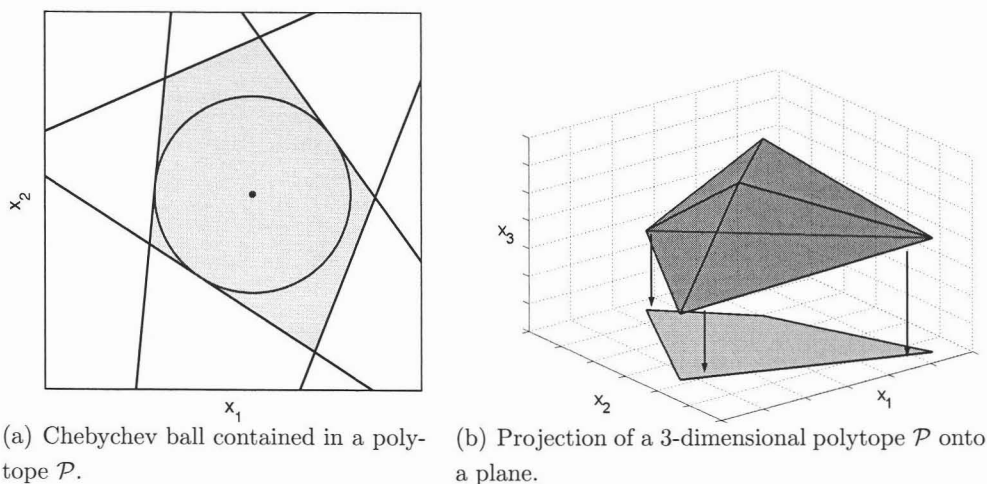 x2
x1
(a) Chebychev ball contained in a poly-
tope P.
x3
x2
x1
(b) Projection of a 3-dimensional polytope P onto
a plane.